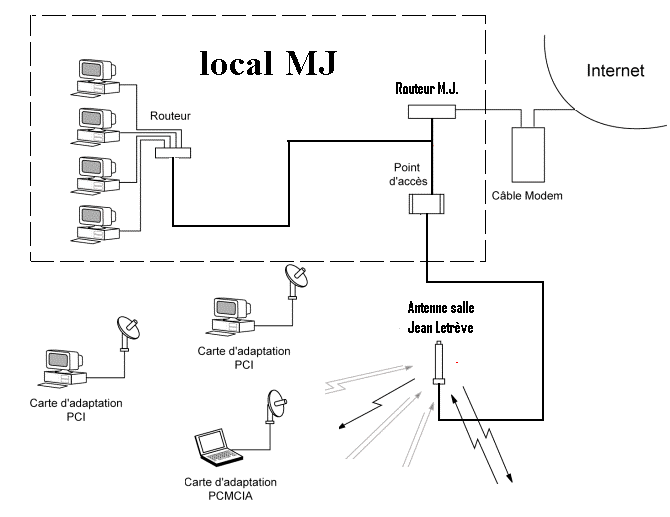 local MJ
Internet
Routeur M.J.
Routeur
Point
d'accès
Câble Modem
Antenne salle
Jean Letrève
Carte d'adaptation
PCI
Carte d'adaptation
PCI
Carte d'adaptation
PCMCIA